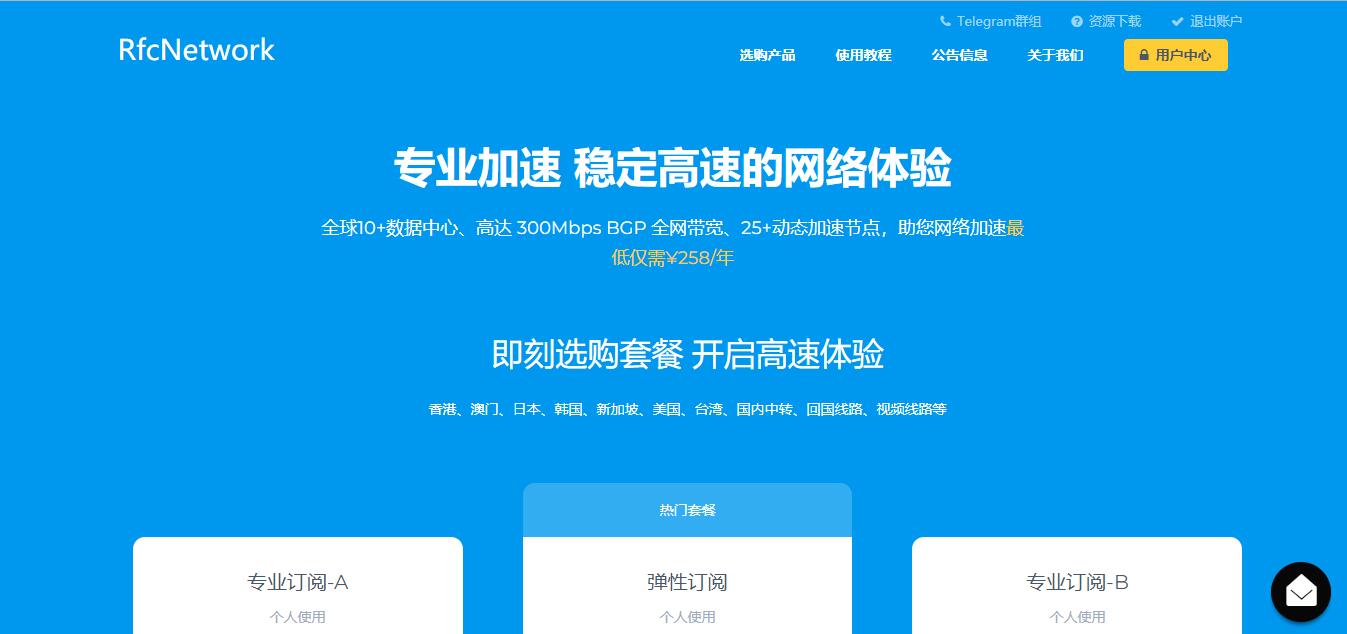 Telegram群组 资源下载 退出账户
RfcNetwork
选购产品 使用教程 公告信息 关于我们 用户中心
专业加速 稳定高速的网络体验
全球10+数据中心、高达 300Mbps BGP 全网带宽、25+动态加速节点，助您网络加速最
低仅需¥258/年
即刻选购套餐 开启高速体验
香港、澳门、日本、韩国、新加坡、美国、台湾、国内中转、回国线路、视频线路等
热门套餐
专业订阅-A 弹性订阅 专业订阅-B
个人使用 个人使用 个人使用